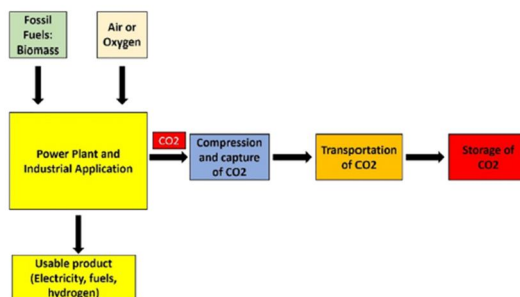 Fossil
Fuels:
Biomass
Air or
Oxygen
Power Plant and
Industrial Application
CO2
Compression
and capture
of CO2
Transportation
of CO2
Storage of
CO2
Usable product
(Electricity, fuels,
hydrogen)